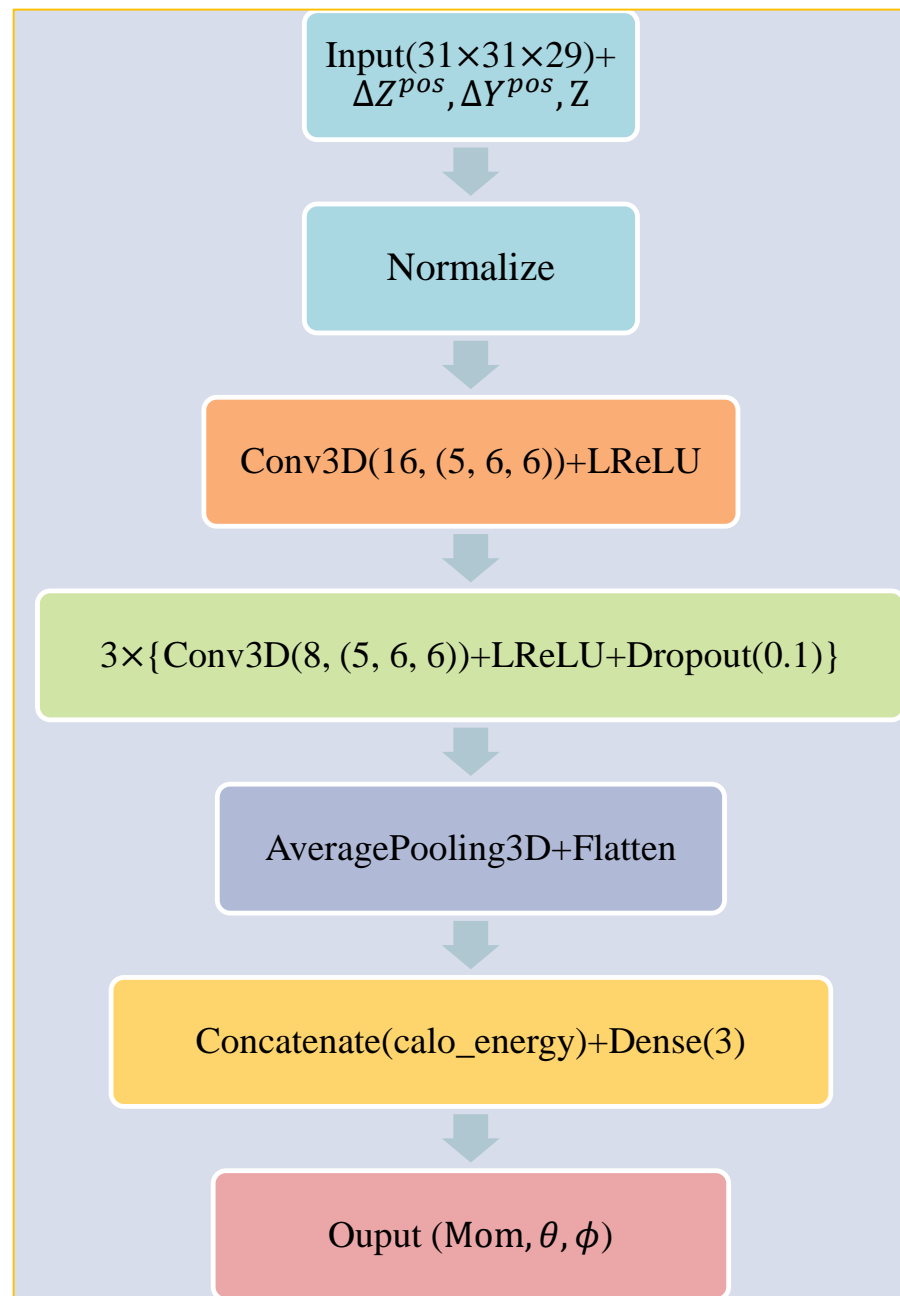 Input(31×31×29)+
ΔZ^{pos}, ΔY^{pos}, Z
Normalize
Conv3D(16, (5, 6, 6))+LReLU
3×{Conv3D(8, (5, 6, 6))+LReLU+Dropout(0.1)}
AveragePooling3D+Flatten
Concatenate(calo_energy)+Dense(3)
Ouput (Mom, θ, ϕ)